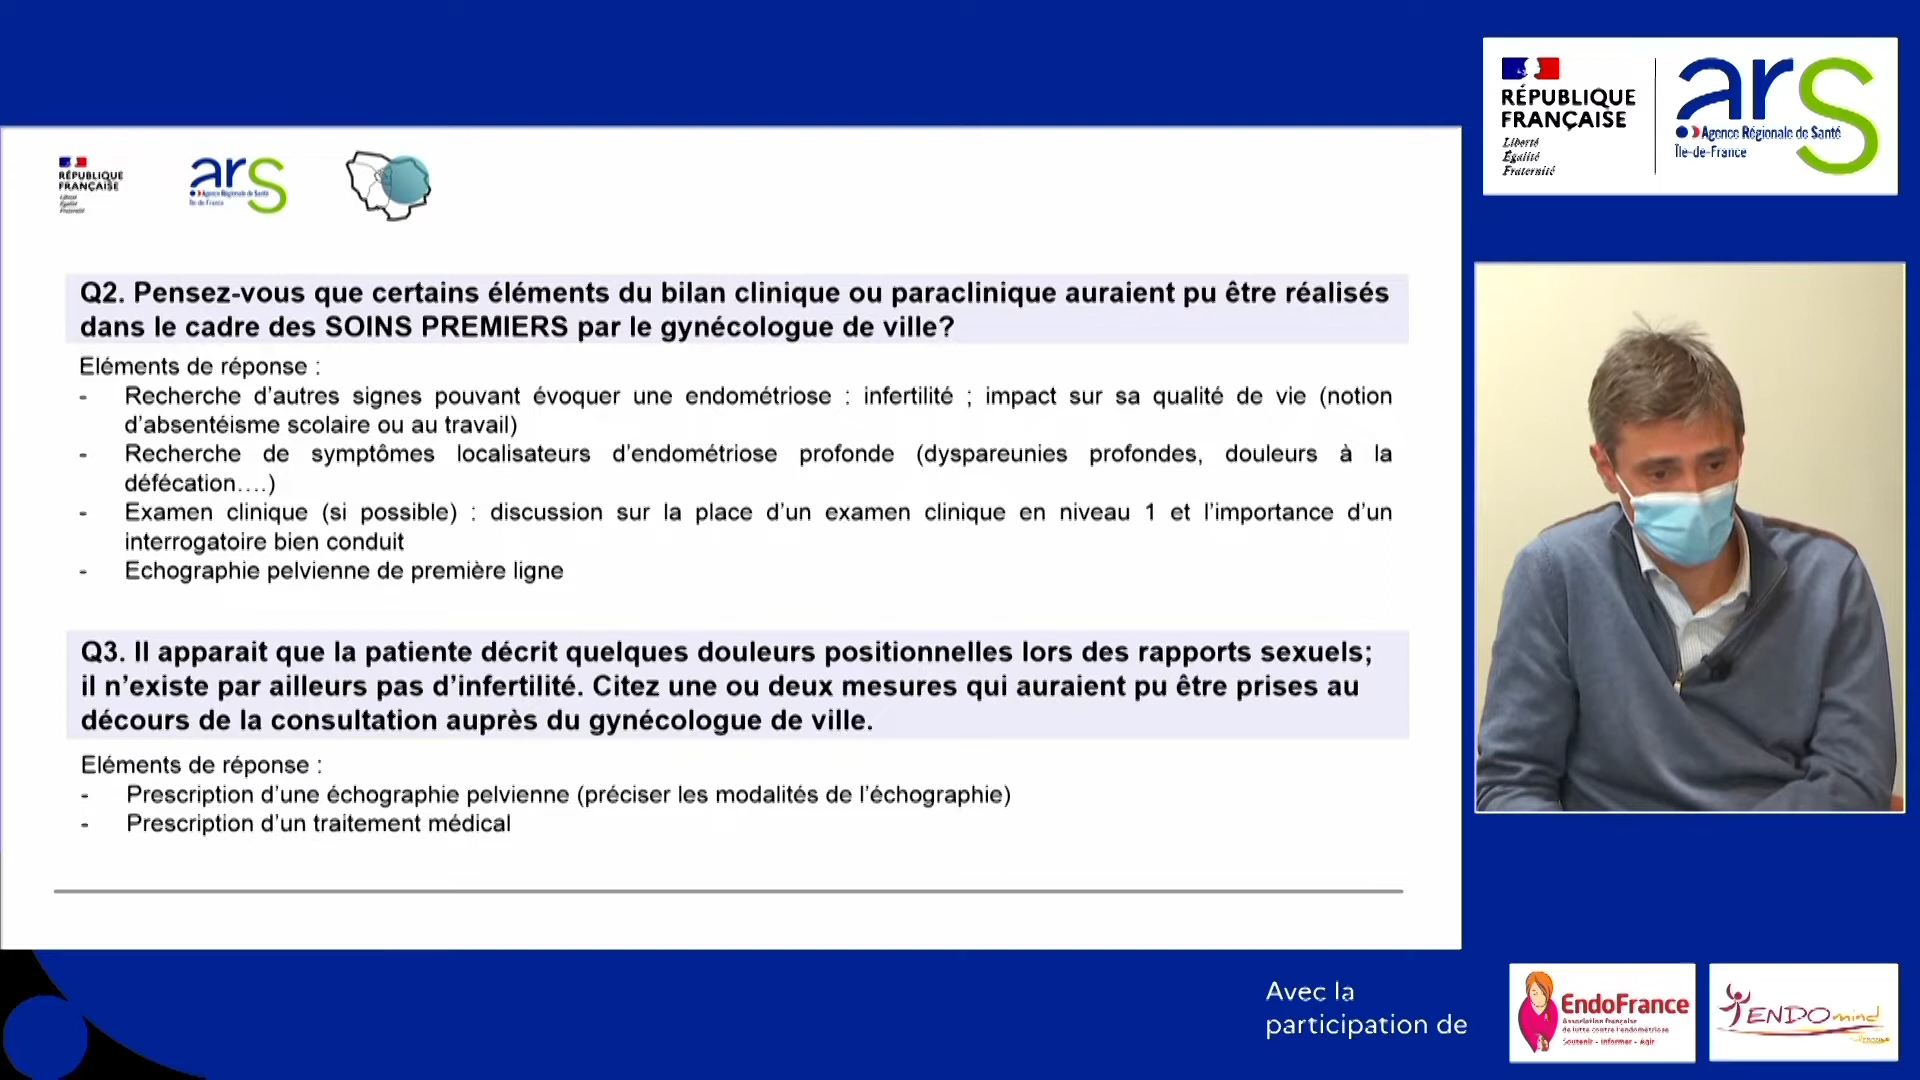 RÉPUBLIQUE
FRANÇAISE
Liberté
Égalité
Fraternité
ars
Agence Régionale de Santé
Île-de-France
RÉPUBLIQUE
FRANÇAISE
Liberté
Égalité
Fraternité
ars
Agence Régionale de Santé
Île-de-France
Q2. Pensez-vous que certains éléments du bilan clinique ou paraclinique auraient pu être réalisés
dans le cadre des SOINS PREMIERS par le gynécologue de ville?
Eléments de réponse :
- Recherche d’autres signes pouvant évoquer une endométriose : infertilité ; impact sur sa qualité de vie (notion
d’absentéisme scolaire ou au travail)
- Recherche de symptômes localisateurs d’endométriose profonde (dyspareunies profondes, douleurs à la
défécation….)
- Examen clinique (si possible) : discussion sur la place d’un examen clinique en niveau 1 et l’importance d’un
interrogatoire bien conduit
- Echographie pelvienne de première ligne
Q3. Il apparait que la patiente décrit quelques douleurs positionnelles lors des rapports sexuels;
il n’existe par ailleurs pas d’infertilité. Citez une ou deux mesures qui auraient pu être prises au
décours de la consultation auprès du gynécologue de ville.
Eléments de réponse :
- Prescription d’une échographie pelvienne (préciser les modalités de l’échographie)
- Prescription d’un traitement médical
Avec la
participation de
EndoFrance
Association française
de lutte contre l'endométriose
Soutenir - Informer - Agir
ENDOmind